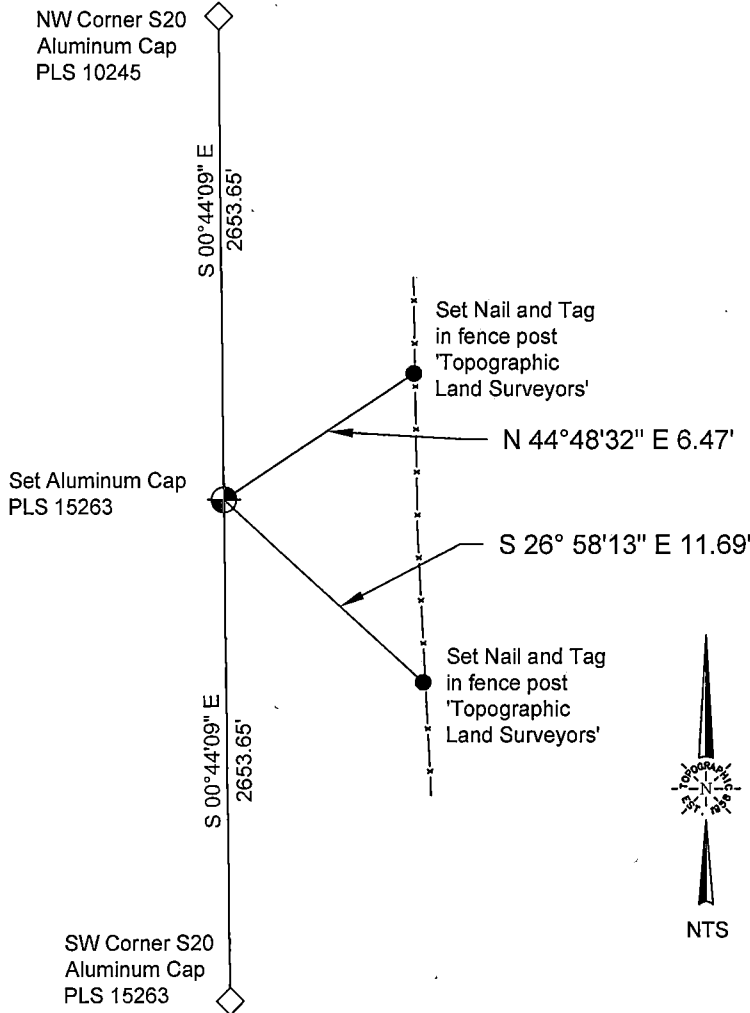 NW Corner S20
Aluminum Cap
PLS 10245
S 00°44'09" E
2653.65'
Set Nail and Tag
in fence post
'Topographic
Land Surveyors'
N 44°48'32" E 6.47'
Set Aluminum Cap
PLS 15263
S 26° 58'13" E 11.69'
Set Nail and Tag
in fence post
'Topographic
Land Surveyors'
S 00°44'09" E
2653.65'
TOPOGRAPHIC
N
EST. 1958
NTS
SW Corner S20
Aluminum Cap
PLS 15263